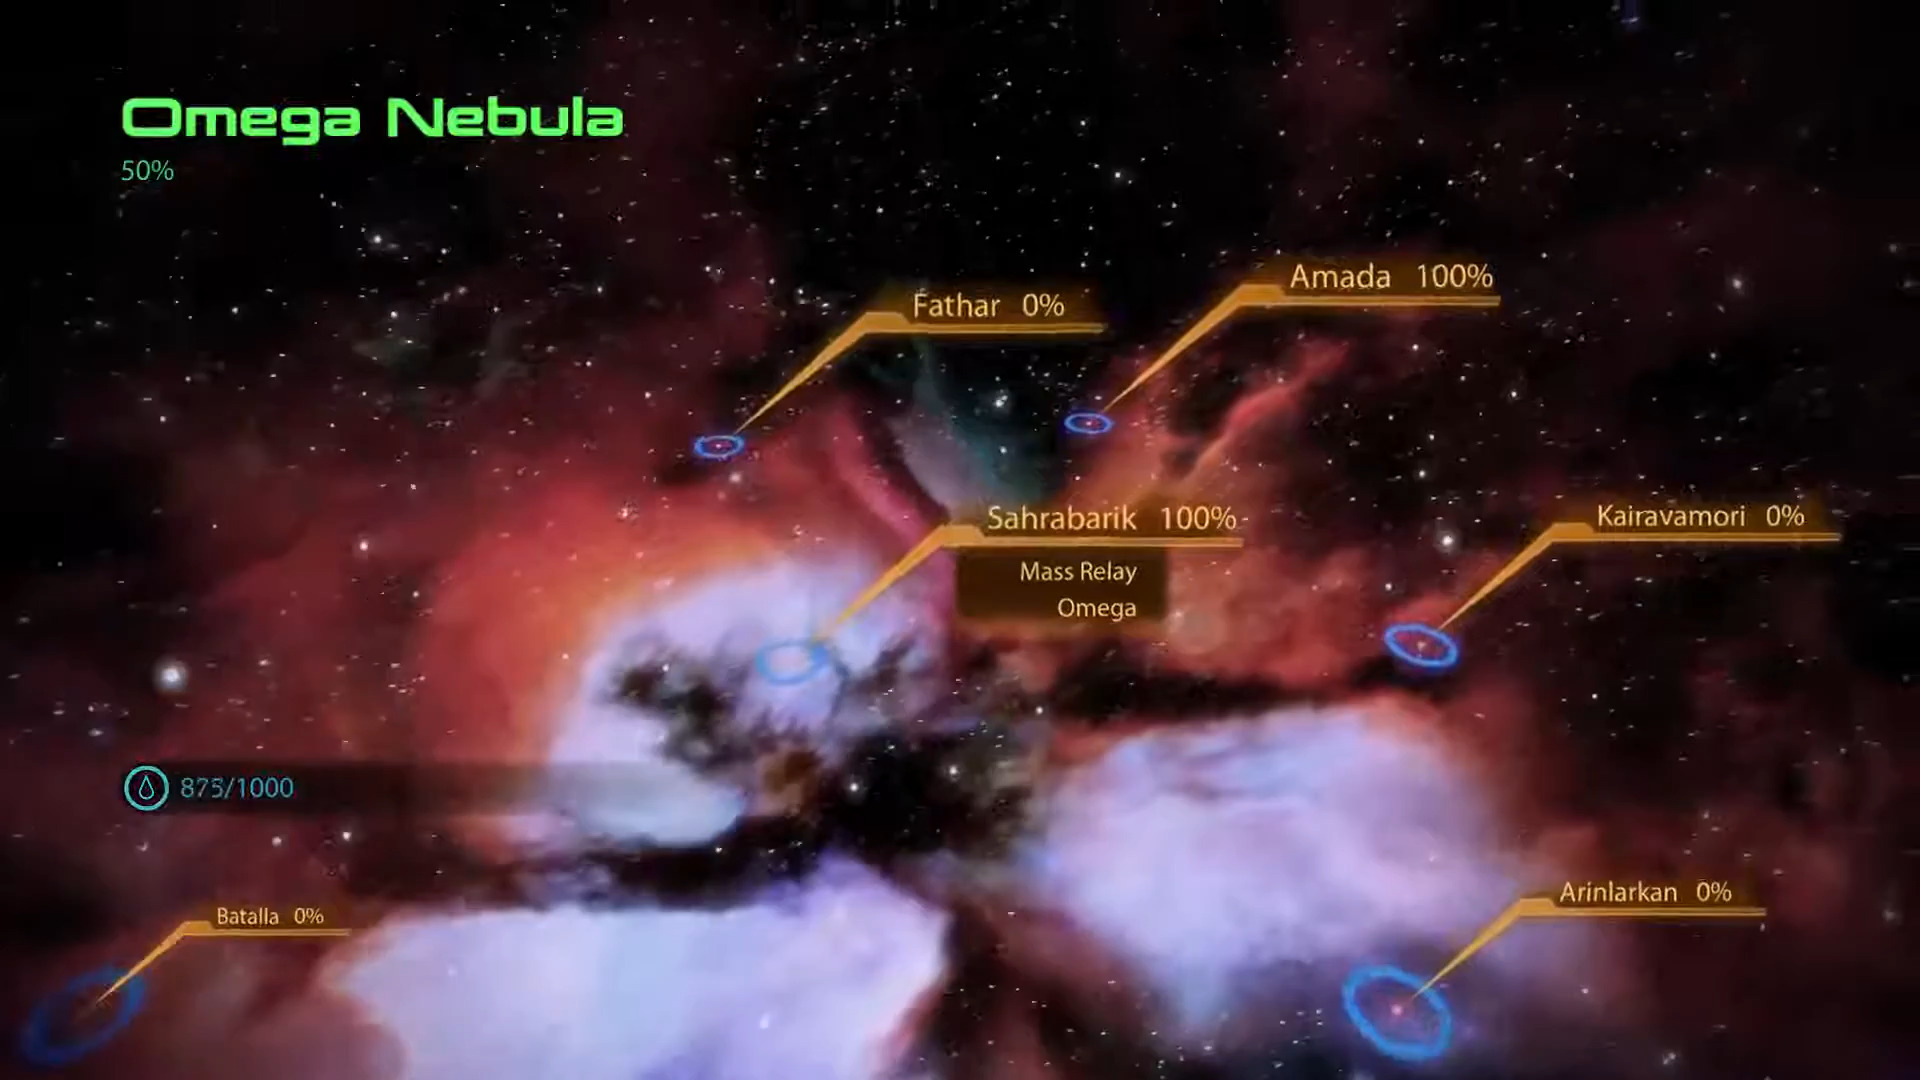 Omega Nebula
50%
Amada 100%
Fathar 0%
Sahrabarik 100%
Mass Relay
Omega
Kairavamori 0%
875/1000
Batalla 0%
Arinlarkan 0%